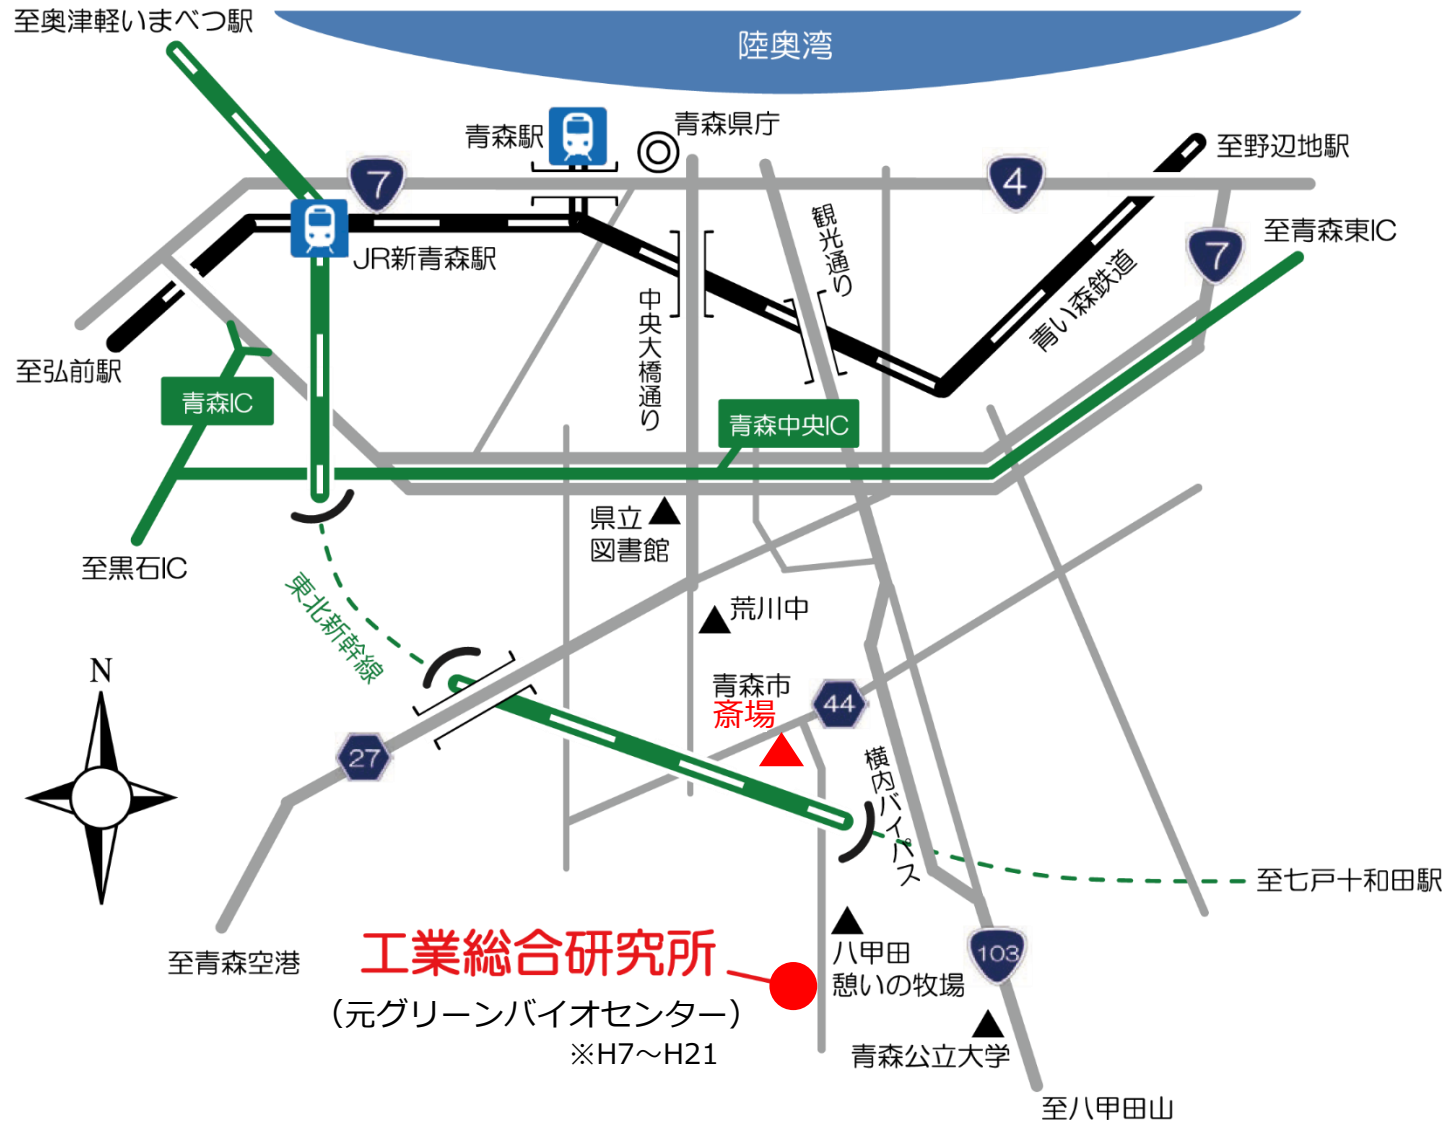 至奥津軽いまべつ駅
陸奥湾
青森駅
青森県庁
至野辺地駅
7
4
観光通り
7
至青森東IC
JR新青森駅
中央大橋通り
青い森鉄道
至弘前駅
青森IC
青森中央IC
県立
図書館
至黒石IC
東北新幹線
荒川中
N
青森市
斎場
44
27
横内バイパス
至七戸十和田駅
至青森空港
工業総合研究所
（元グリーンバイオセンター）
※H7～H21
八甲田
憩いの牧場
103
青森公立大学
至八甲田山